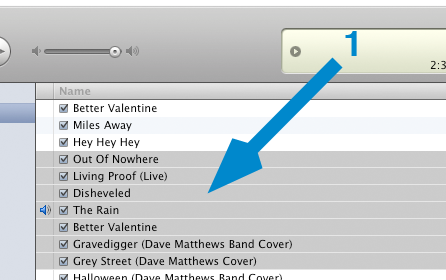 1
2:3
Name
Better Valentine
Miles Away
Hey Hey Hey
Out Of Nowhere
Living Proof (Live)
Disheveled
The Rain
Better Valentine
Gravedigger (Dave Matthews Band Cover)
Grey Street (Dave Matthews Band Cover)
Halloween (Dave Matthews Band Cover)